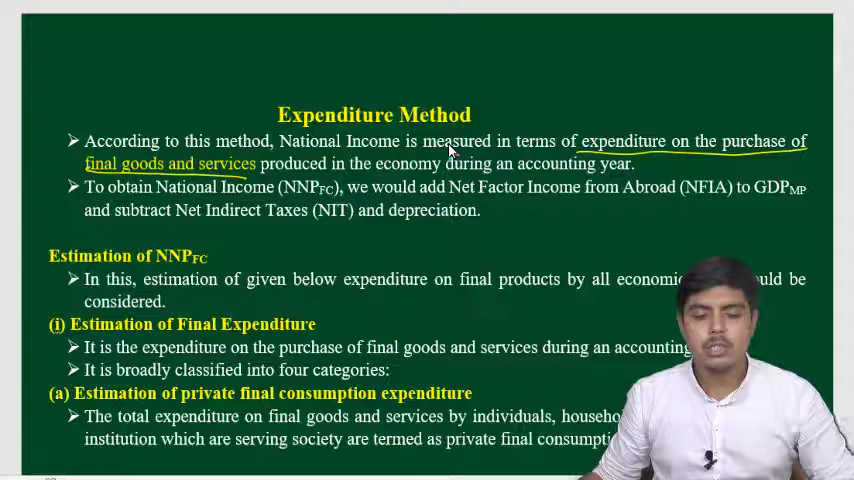 Expenditure Method
➢ According to this method, National Income is measured in terms of expenditure on the purchase of
final goods and services produced in the economy during an accounting year.
➢ To obtain National Income (NNPFC), we would add Net Factor Income from Abroad (NFIA) to GDPMP
and subtract Net Indirect Taxes (NIT) and depreciation.
Estimation of NNPFC
➢ In this, estimation of given below expenditure on final products by all economic uld be
considered.
(i) Estimation of Final Expenditure
➢ It is the expenditure on the purchase of final goods and services during an accounting
➢ It is broadly classified into four categories:
(a) Estimation of private final consumption expenditure
➢ The total expenditure on final goods and services by individuals, househo
institution which are serving society are termed as private final consumpti